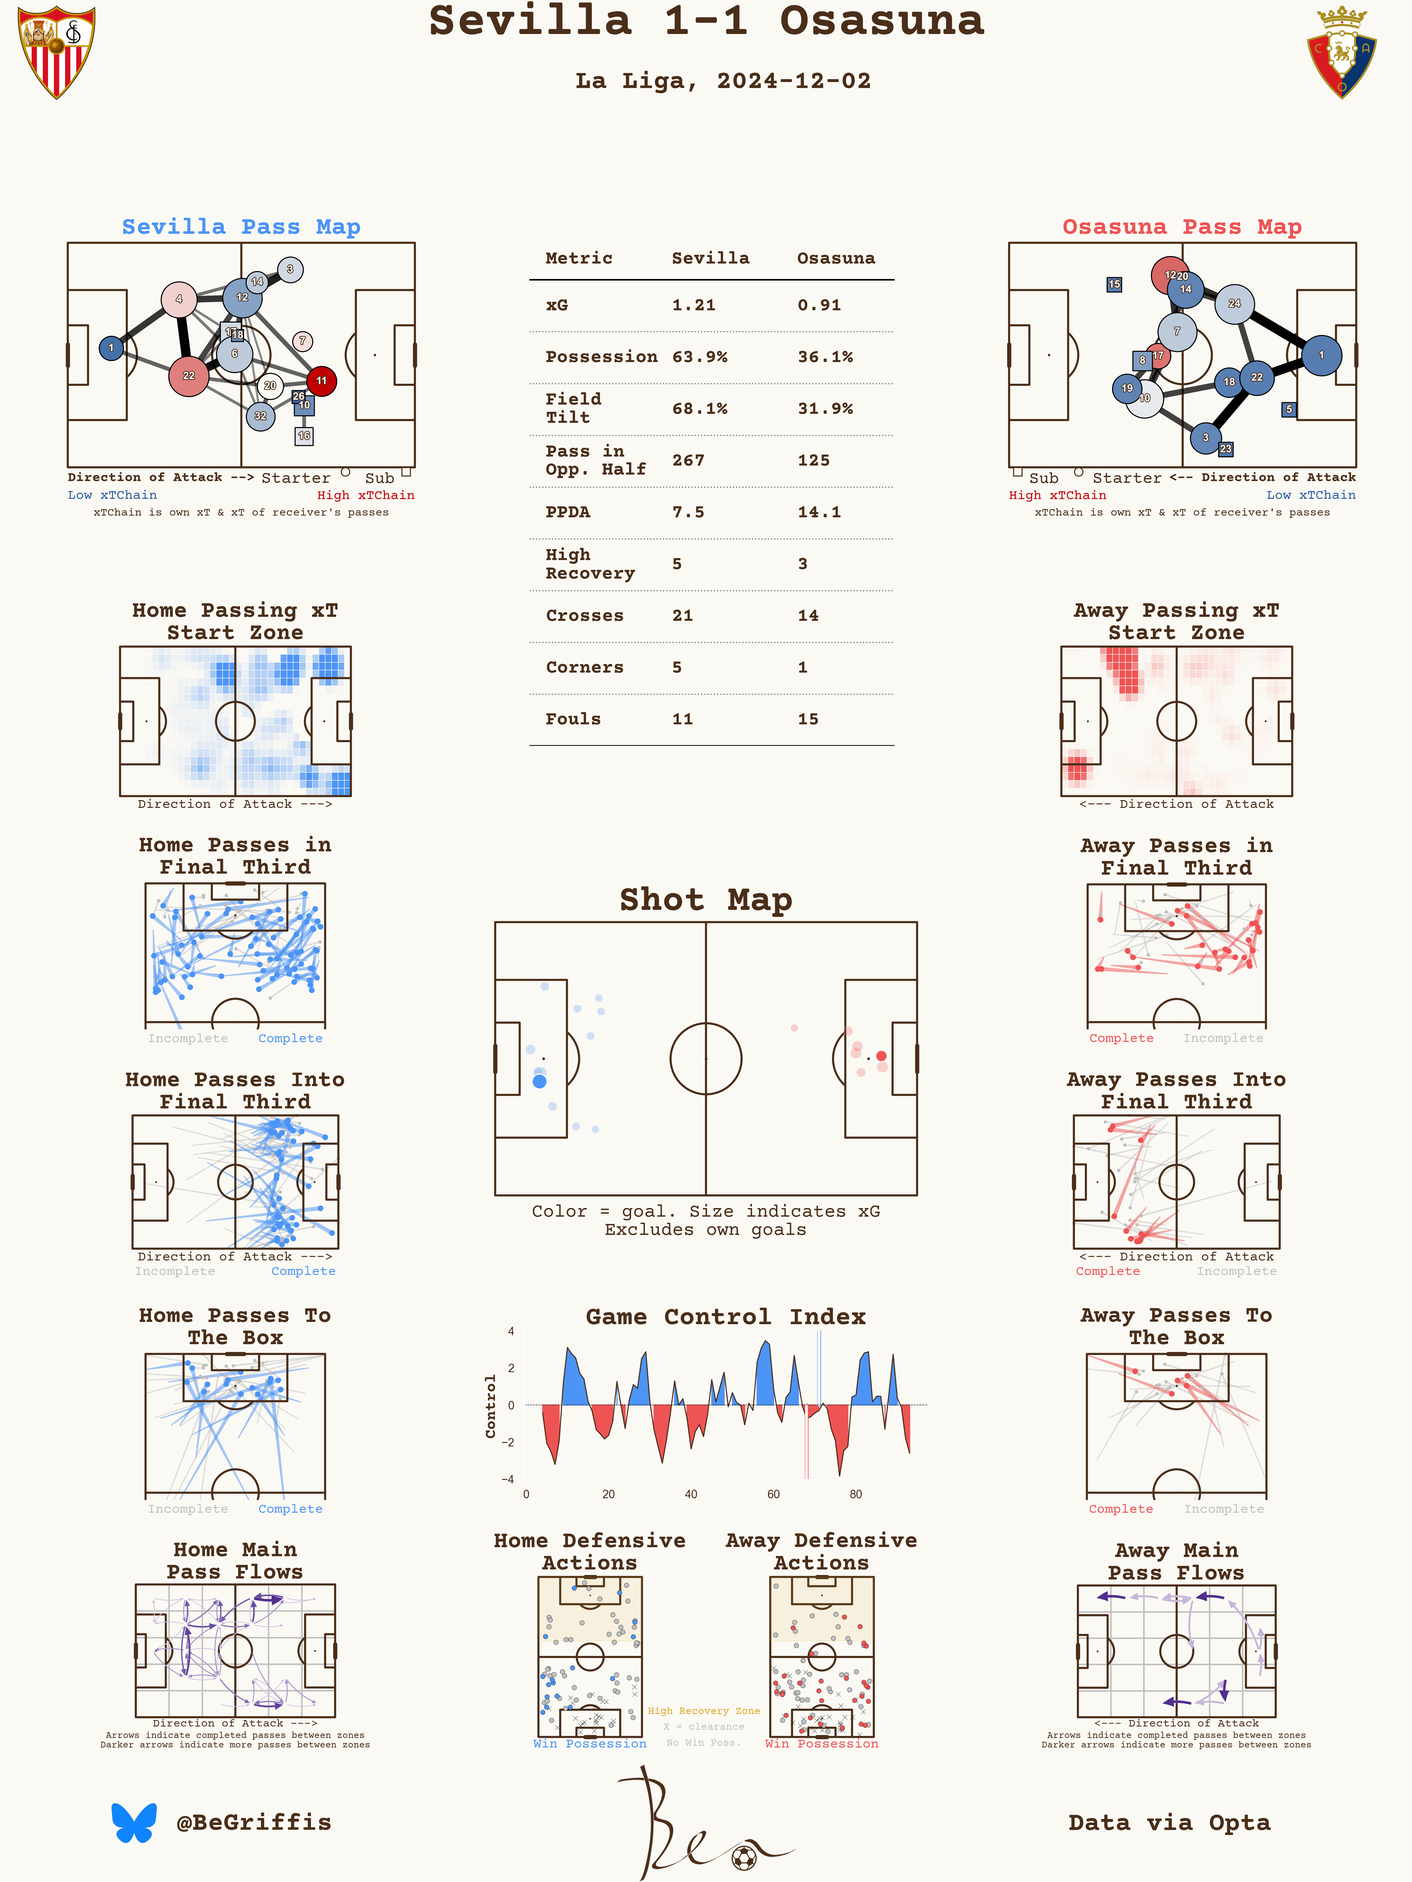 Sevilla 1-1 Osasuna
La Liga, 2024-12-02
Sevilla Pass Map
3
14
12
4
17
18
7
1
6
22
20
11
26
10
32
16
Direction of Attack --> Starter Sub
Low xTChain High xTChain
xTChain is own xT & xT of receiver's passes
Metric Sevilla Osasuna
xG 1.21 0.91
Possession 63.9% 36.1%
Field
Tilt 68.1% 31.9%
Pass in
Opp. Half 267 125
PPDA 7.5 14.1
High
Recovery 5 3
Crosses 21 14
Corners 5 1
Fouls 11 15
Osasuna Pass Map
12
20
15
14
24
7
17
8
1
19
18
22
10
5
3
23
Sub Starter <-- Direction of Attack
High xTChain Low xTChain
xTChain is own xT & xT of receiver's passes
Home Passing xT
Start Zone
Direction of Attack --->
Away Passing xT
Start Zone
<--- Direction of Attack
Home Passes in
Final Third
Incomplete Complete
Away Passes in
Final Third
Complete Incomplete
Shot Map
Color = goal. Size indicates xG
Excludes own goals
Home Passes Into
Final Third
Direction of Attack --->
Incomplete Complete
Away Passes Into
Final Third
<--- Direction of Attack
Complete Incomplete
Home Passes To
The Box
Incomplete Complete
Game Control Index
Control
4
2
0
−2
−4
0 20 40 60 80
Away Passes To
The Box
Complete Incomplete
Home Main
Pass Flows
Direction of Attack --->
Arrows indicate completed passes between zones
Darker arrows indicate more passes between zones
Home Defensive
Actions
Win Possession
High Recovery Zone
X = clearance
No Win Poss.
Away Defensive
Actions
Win Possession
Away Main
Pass Flows
<--- Direction of Attack
Arrows indicate completed passes between zones
Darker arrows indicate more passes between zones
@BeGriffis
Ben
Data via Opta